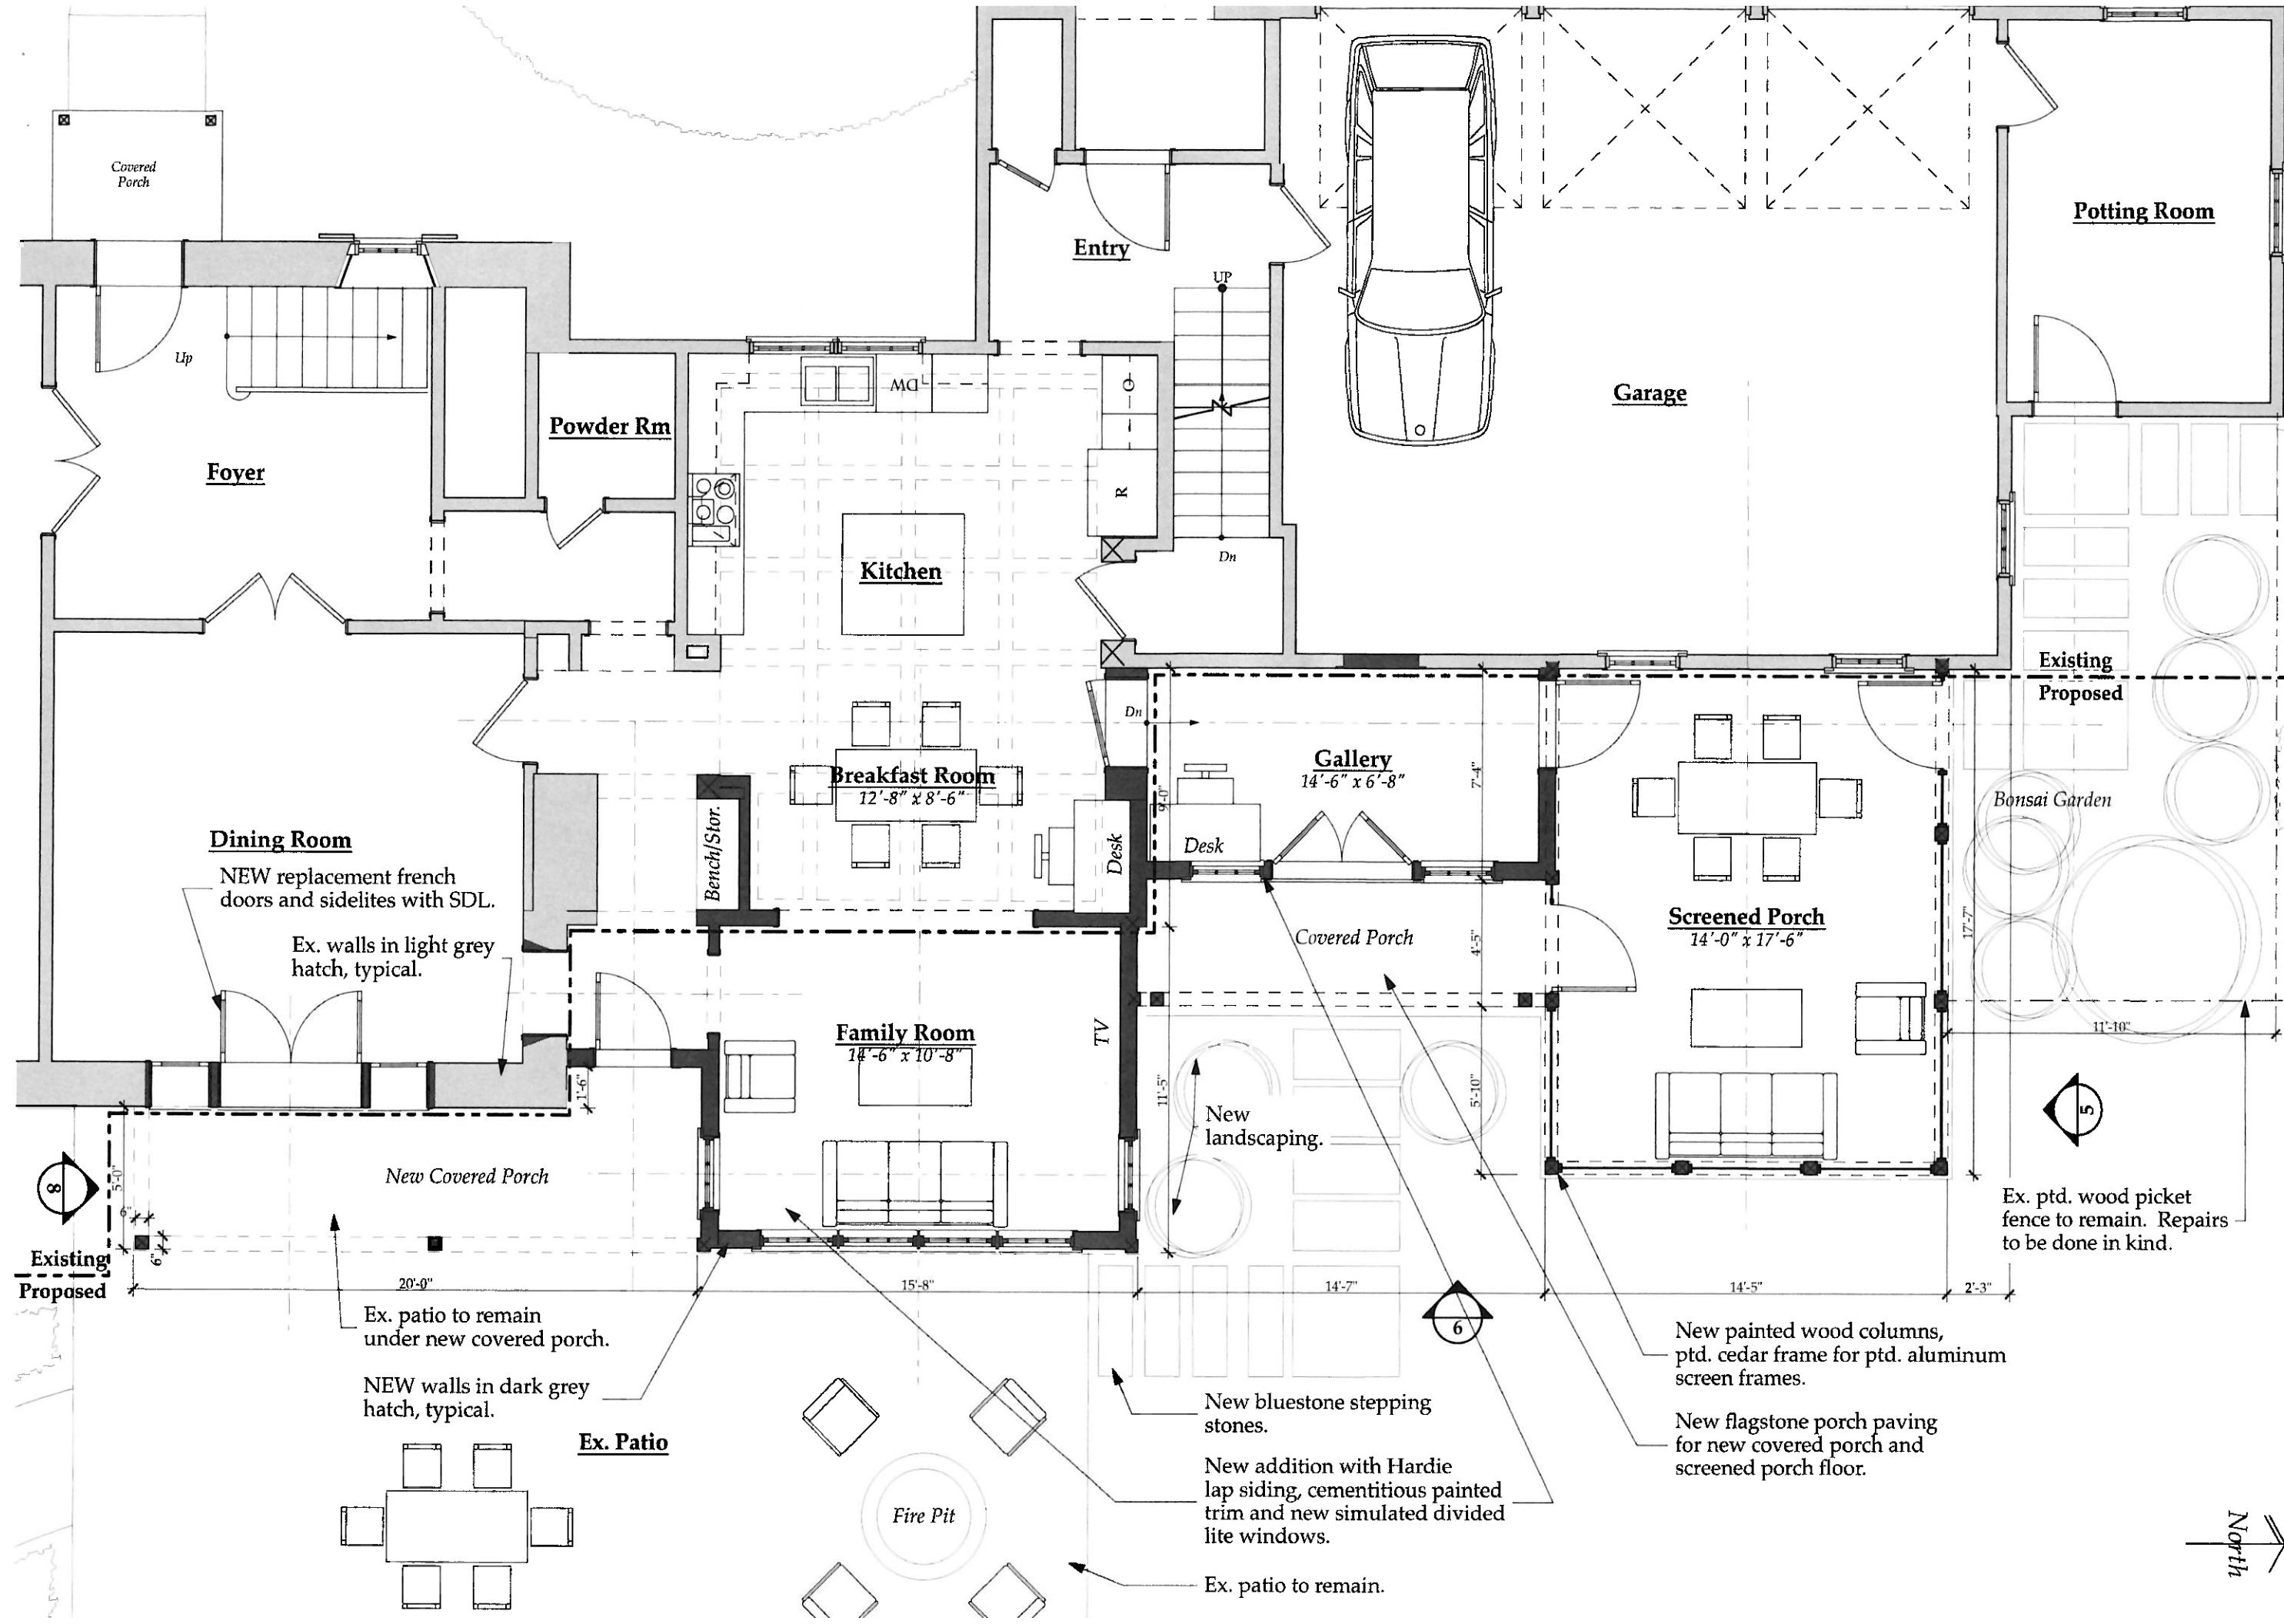 Covered
Porch
Up
Foyer
Powder Rm
Entry
UP
DW
O
R
Kitchen
Dn
Garage
Potting Room
Existing
Proposed
Dining Room
NEW replacement french
doors and sidelites with SDL.
Ex. walls in light grey
hatch, typical.
Bench/Stor.
Breakfast Room
12'-8" x 8'-6"
Desk
Dn
9'-0"
Gallery
14'-6" x 6'-8"
7'-4"
Desk
Covered Porch
4'-5"
Screened Porch
14'-0" x 17'-6"
17'-7"
Bonsai Garden
11'-10"
Family Room
14'-6" x 10'-8"
TV
1'-6"
11'-5"
5'-10"
New
landscaping.
5
8
5'-0"
6"
6"
New Covered Porch
Ex. ptd. wood picket
fence to remain. Repairs
to be done in kind.
Existing
Proposed
20'-0"
15'-8"
14'-7"
14'-5"
2'-3"
6
Ex. patio to remain
under new covered porch.
NEW walls in dark grey
hatch, typical.
Ex. Patio
Fire Pit
New bluestone stepping
stones.
New addition with Hardie
lap siding, cementitious painted
trim and new simulated divided
lite windows.
Ex. patio to remain.
New painted wood columns,
ptd. cedar frame for ptd. aluminum
screen frames.
New flagstone porch paving
for new covered porch and
screened porch floor.
North